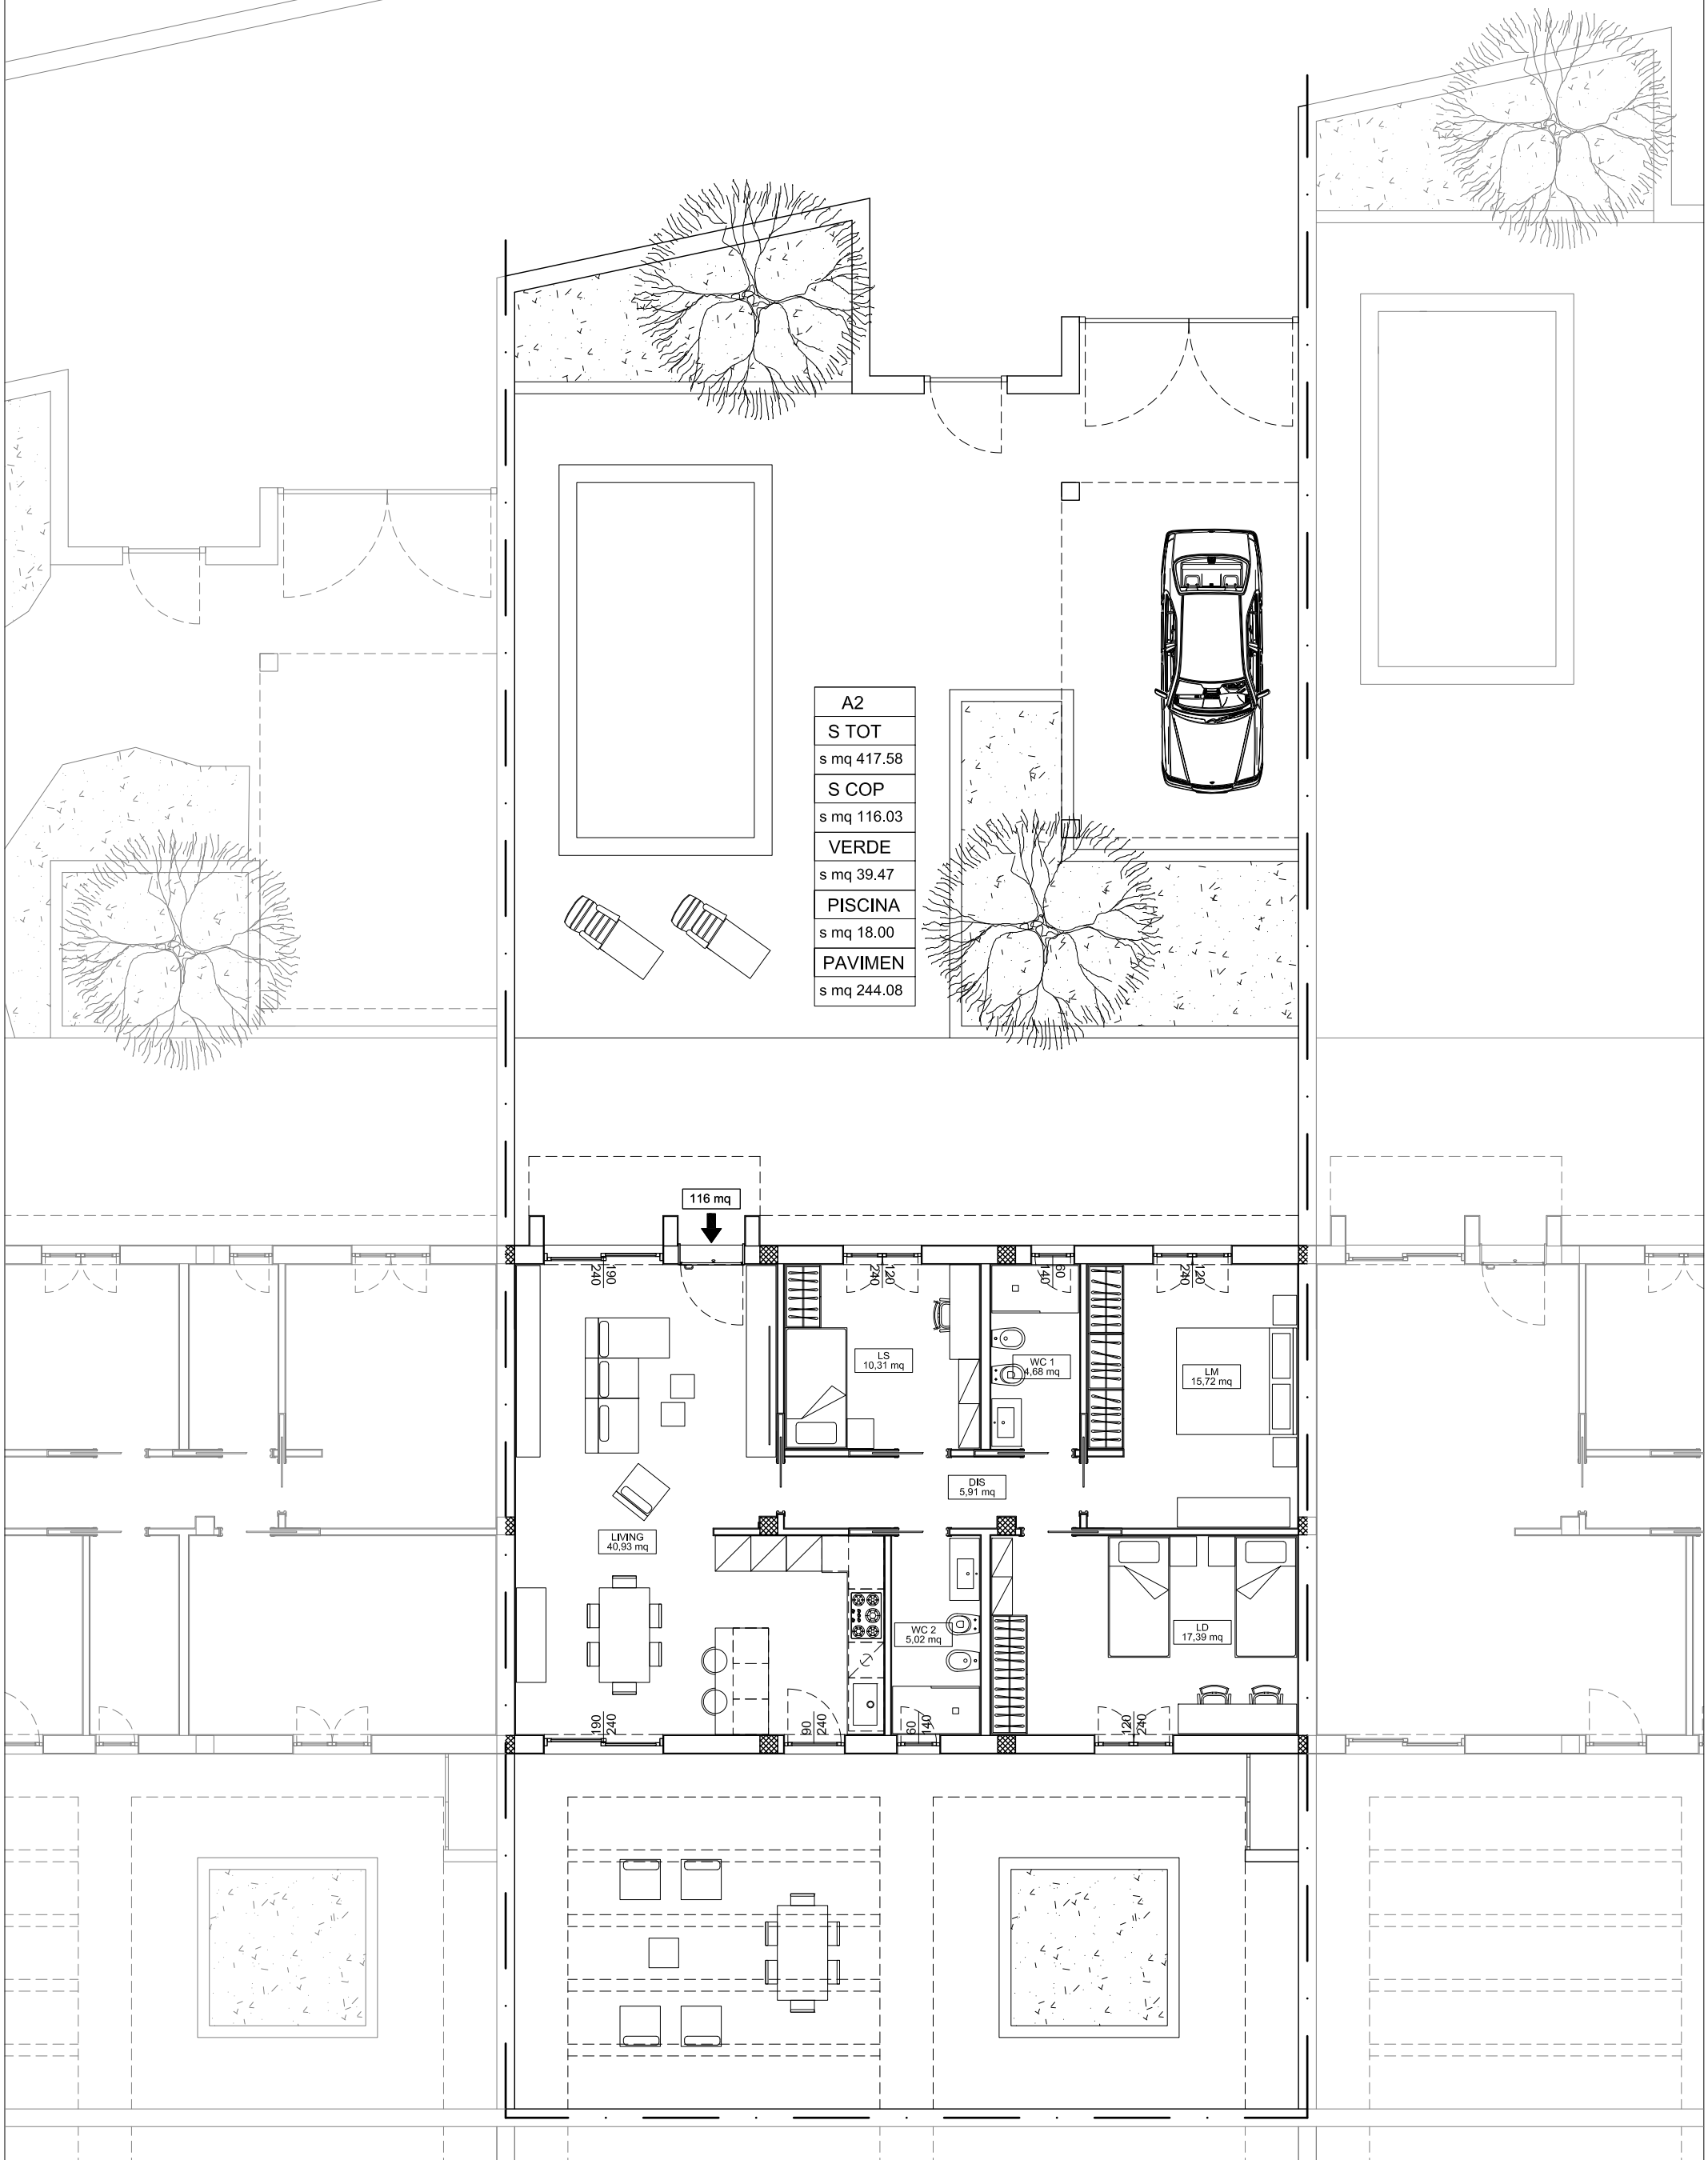 A2
S TOT
s mq 417.58
S COP
s mq 116.03
VERDE
s mq 39.47
PISCINA
s mq 18.00
PAVIMEN
s mq 244.08
116 mq
190
240
120
240
60
140
120
240
LS
10,31 mq
WC 1
4,68 mq
LM
15,72 mq
DIS
5,91 mq
LIVING
40,93 mq
WC 2
5,02 mq
LD
17,39 mq
190
240
90
240
60
140
120
240